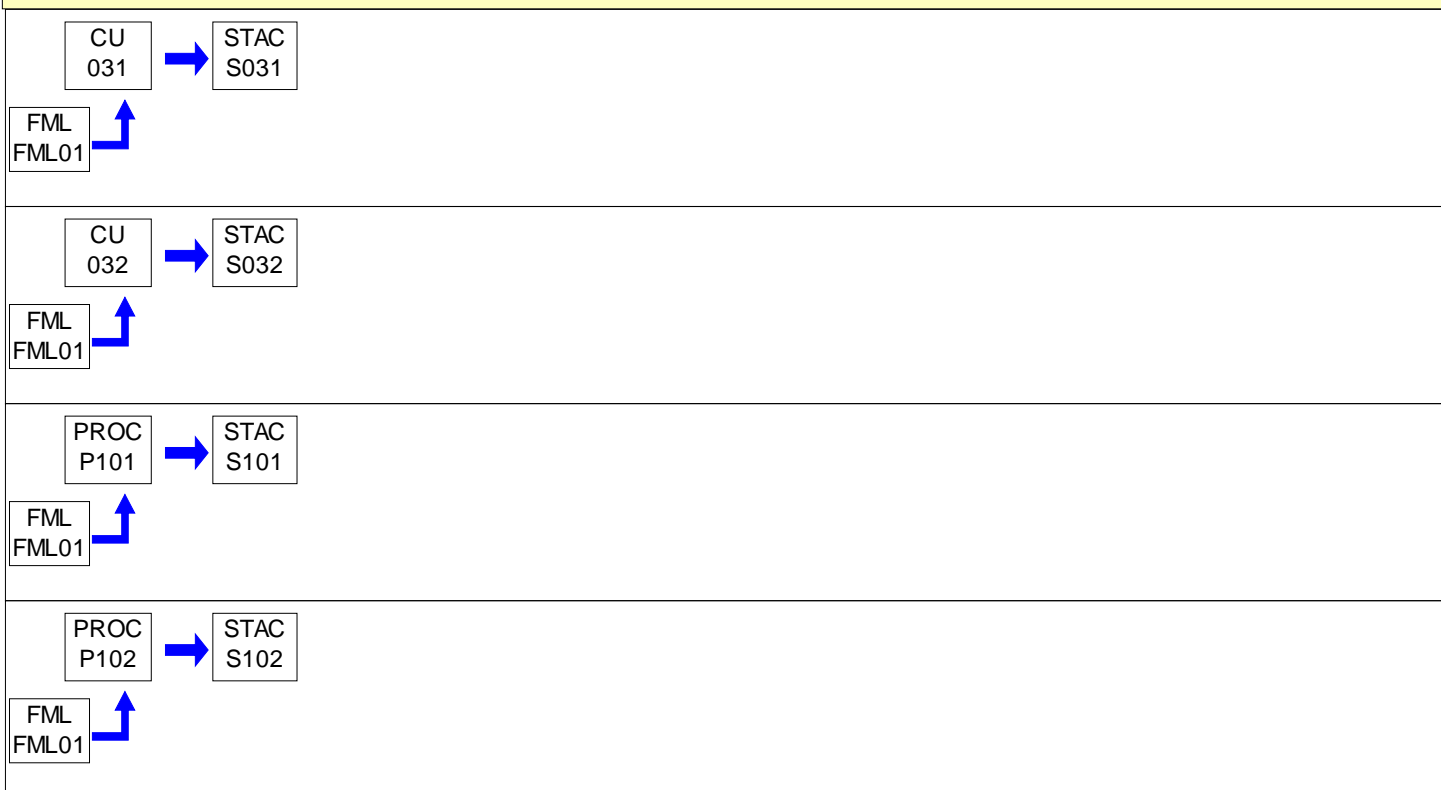 CU
031
STAC
S031
FML
FML01
CU
032
STAC
S032
FML
FML01
PROC
P101
STAC
S101
FML
FML01
PROC
P102
STAC
S102
FML
FML01